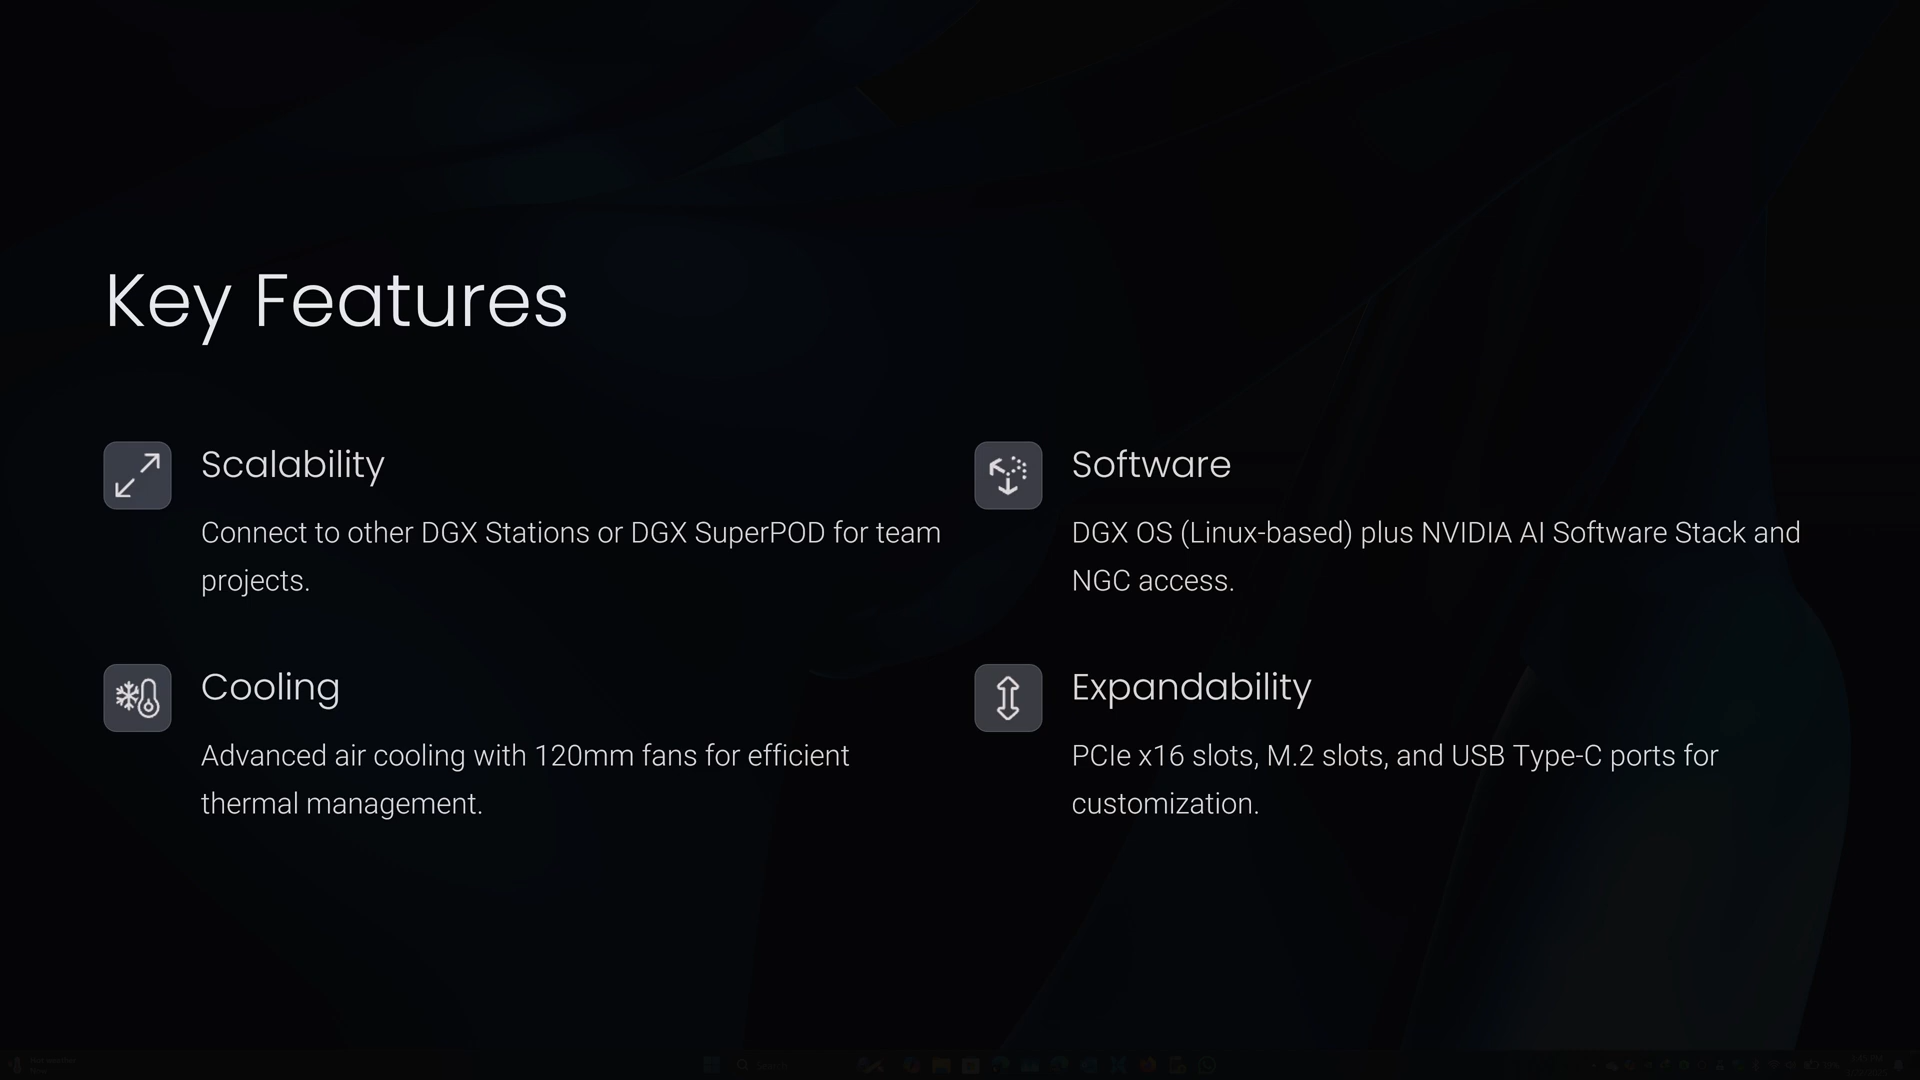 Key Features
Scalability
Connect to other DGX Stations or DGX SuperPOD for team
projects.
Software
DGX OS (Linux-based) plus NVIDIA AI Software Stack and
NGC access.
Cooling
Advanced air cooling with 120mm fans for efficient
thermal management.
Expandability
PCIe x16 slots, M.2 slots, and USB Type-C ports for
customization.
Search